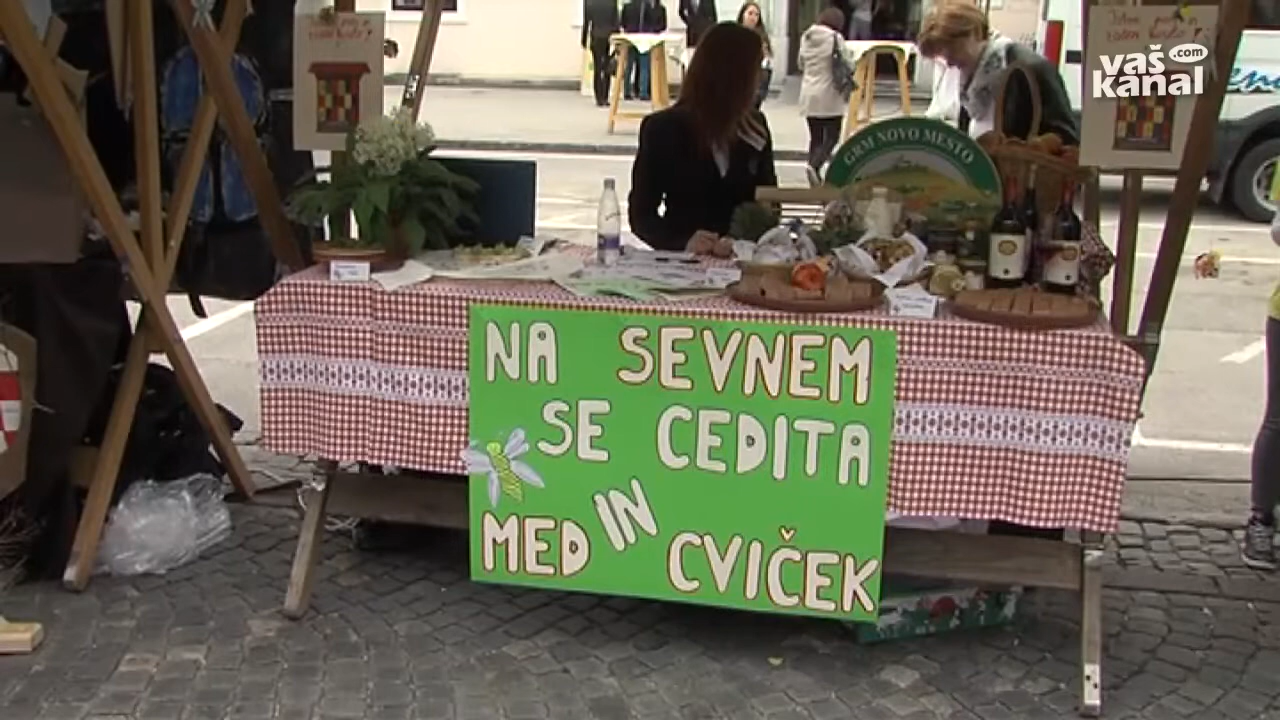 vaš
kanal
.com
GRM NOVO MESTO
NA SEVNEM
SE CEDITA
MED IN CVIČEK